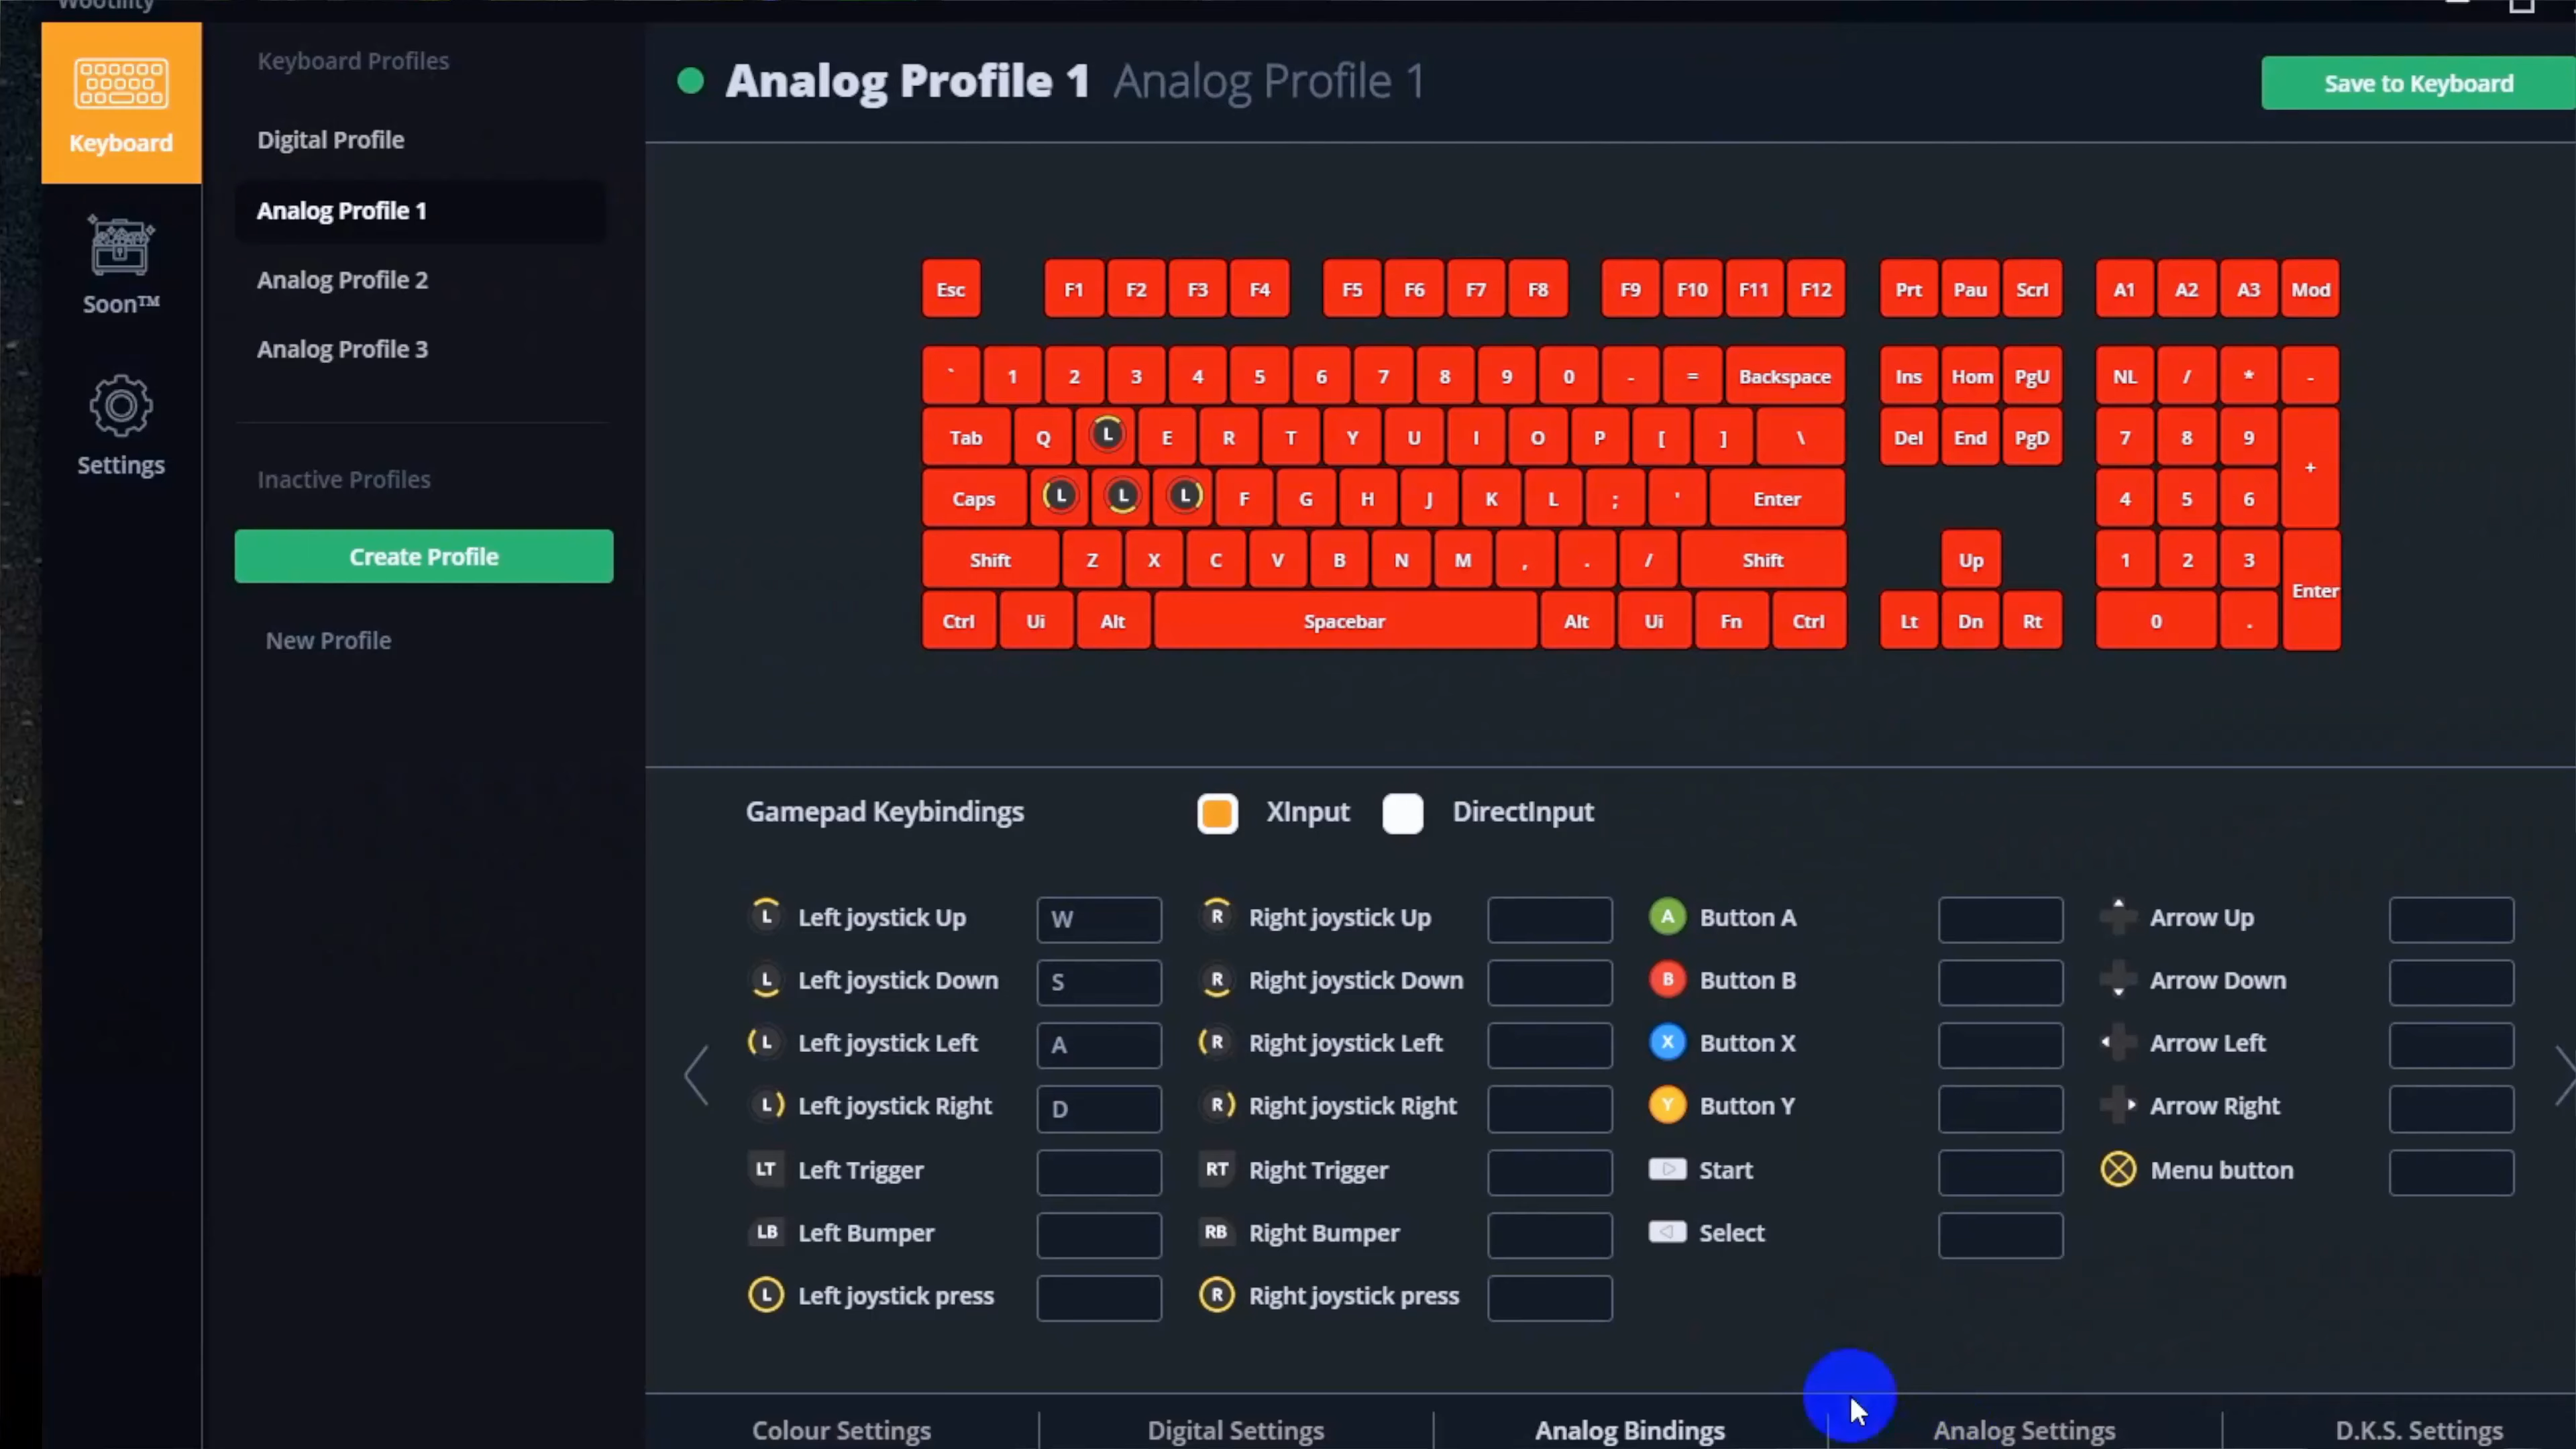 Wootility
Keyboard
Soon™
Settings
Keyboard Profiles
Digital Profile
Analog Profile 1
Analog Profile 2
Analog Profile 3
Inactive Profiles
Create Profile
New Profile
Analog Profile 1 Analog Profile 1
Save to Keyboard
Esc F1 F2 F3 F4 F5 F6 F7 F8 F9 F10 F11 F12 Prt Pau Scrl A1 A2 A3 Mod
` 1 2 3 4 5 6 7 8 9 0 - = Backspace Ins Hom PgU NL / * -
Tab Q L E R T Y U I O P [ ] \ Del End PgD 7 8 9 +
Caps L L L F G H J K L ; ' Enter 4 5 6
Shift Z X C V B N M , . / Shift Up 1 2 3 Enter
Ctrl Ui Alt Spacebar Alt Ui Fn Ctrl Lt Dn Rt 0 .
Gamepad Keybindings XInput DirectInput
L Left joystick Up W R Right joystick Up A Button A Arrow Up
L Left joystick Down S R Right joystick Down B Button B Arrow Down
L Left joystick Left A R Right joystick Left X Button X Arrow Left
L Left joystick Right D R Right joystick Right Y Button Y Arrow Right
LT Left Trigger RT Right Trigger Start Menu button
LB Left Bumper RB Right Bumper Select
L Left joystick press R Right joystick press
Colour Settings Digital Settings Analog Bindings Analog Settings D.K.S. Settings